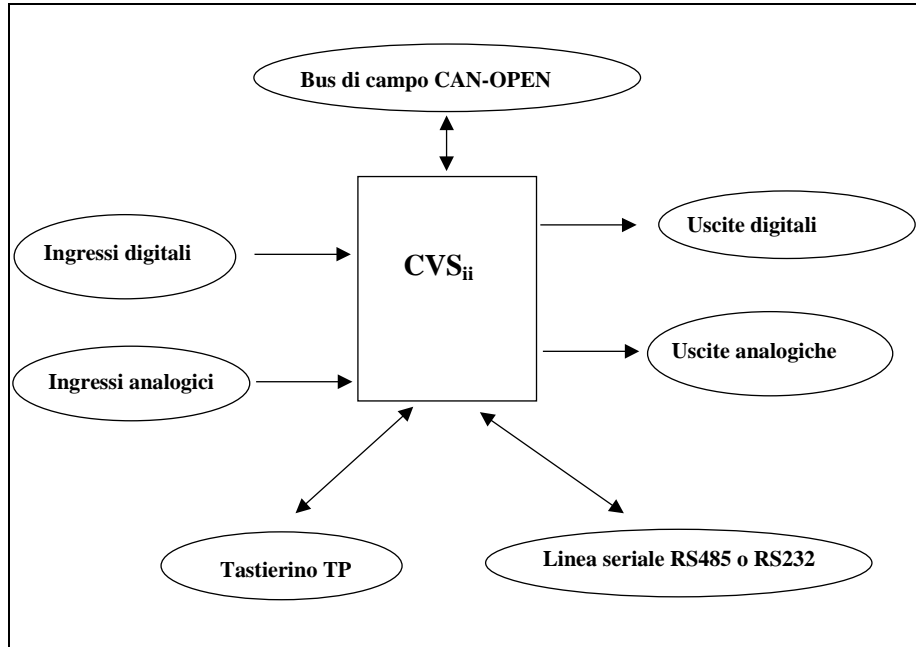 Bus di campo CAN-OPEN
Ingressi digitali
Uscite digitali
CVSii
Ingressi analogici
Uscite analogiche
Tastierino TP
Linea seriale RS485 o RS232